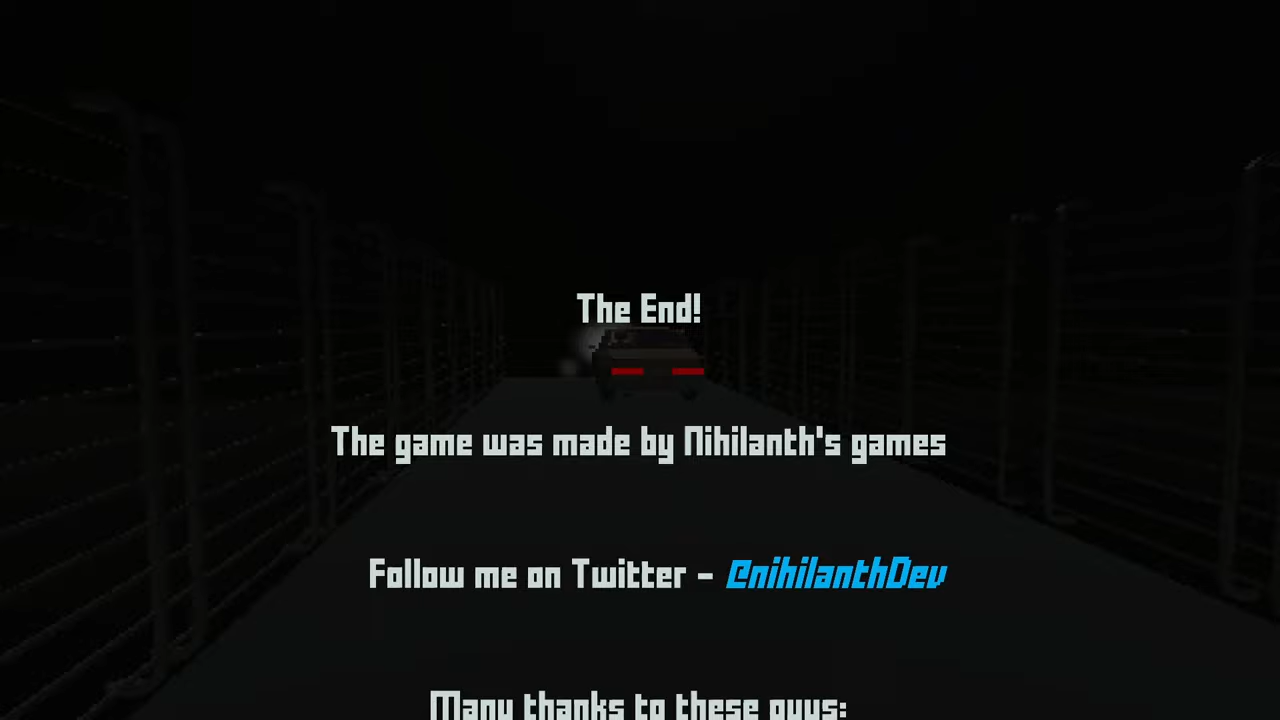 The End!
The game was made by Nihilanth's games
Follow me on Twitter - @nihilanthDev
Many thanks to these guys: